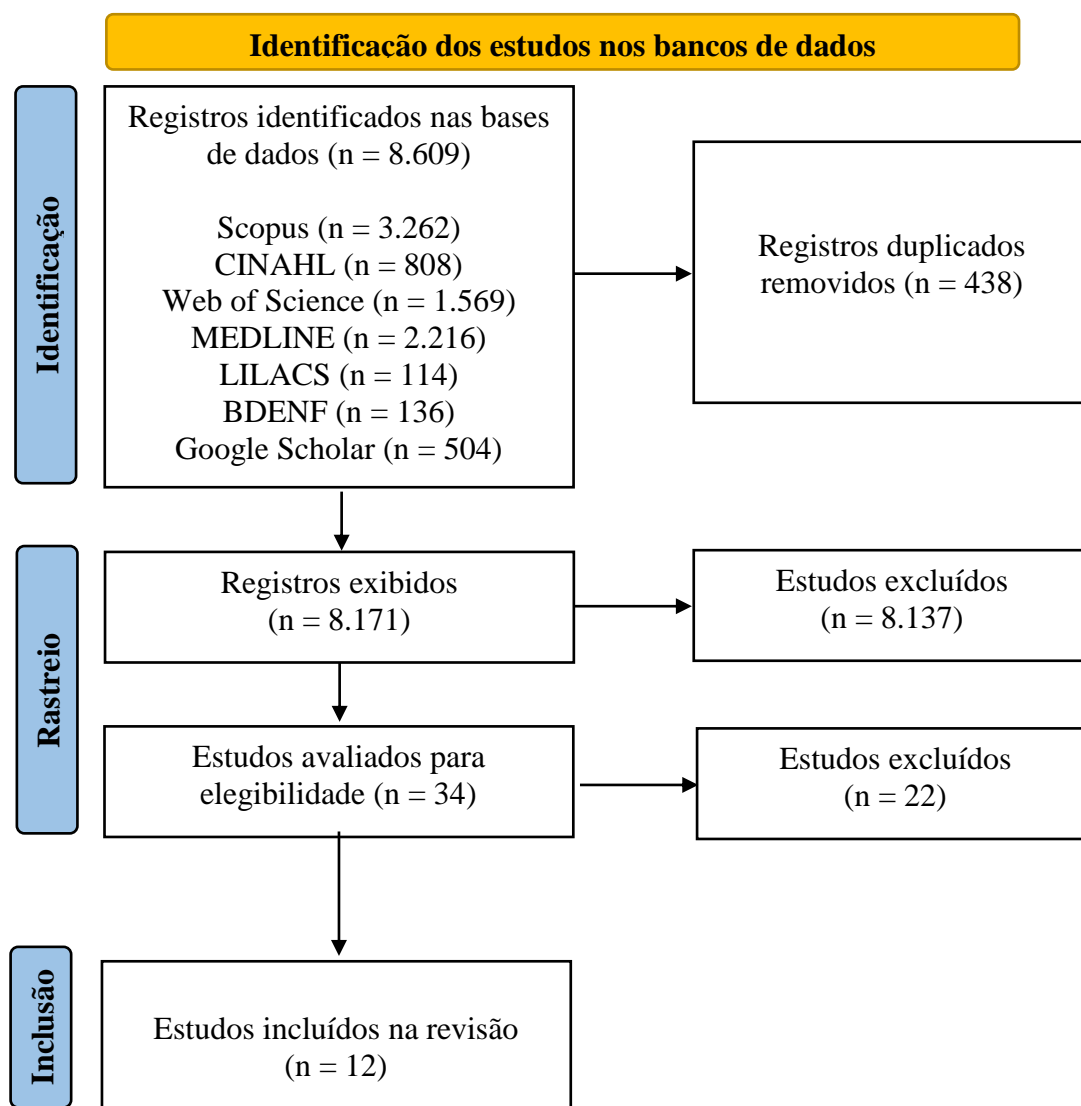 Identificação dos estudos nos bancos de dados
Identificação
Registros identificados nas bases
de dados (n = 8.609)
Scopus (n = 3.262)
CINAHL (n = 808)
Web of Science (n = 1.569)
MEDLINE (n = 2.216)
LILACS (n = 114)
BDENF (n = 136)
Google Scholar (n = 504)
Registros duplicados
removidos (n = 438)
Rastreio
Registros exibidos
(n = 8.171)
Estudos excluídos
(n = 8.137)
Estudos avaliados para
elegibilidade (n = 34)
Estudos excluídos
(n = 22)
Inclusão
Estudos incluídos na revisão
(n = 12)